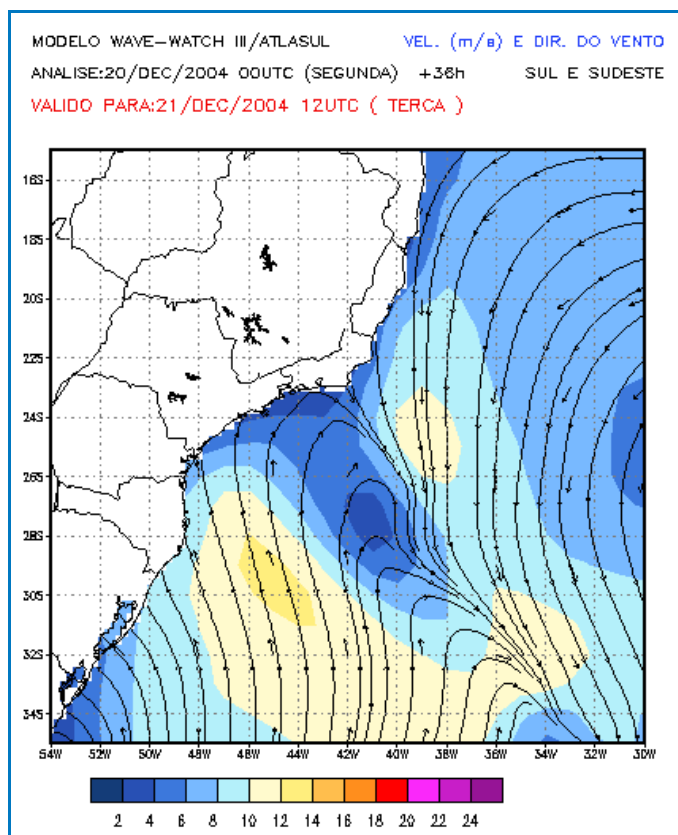 MODELO WAVE-WATCH III/ATLASUL VEL. (m/s) E DIR. DO VENTO
ANALISE:20/DEC/2004 00UTC (SEGUNDA) +36h SUL E SUDESTE
VALIDO PARA:21/DEC/2004 12UTC ( TERCA )
16S
18S
20S
22S
24S
26S
28S
30S
32S
34S
54W 52W 50W 48W 46W 44W 42W 40W 38W 36W 34W 32W 30W
2 4 6 8 10 12 14 16 18 20 22 24